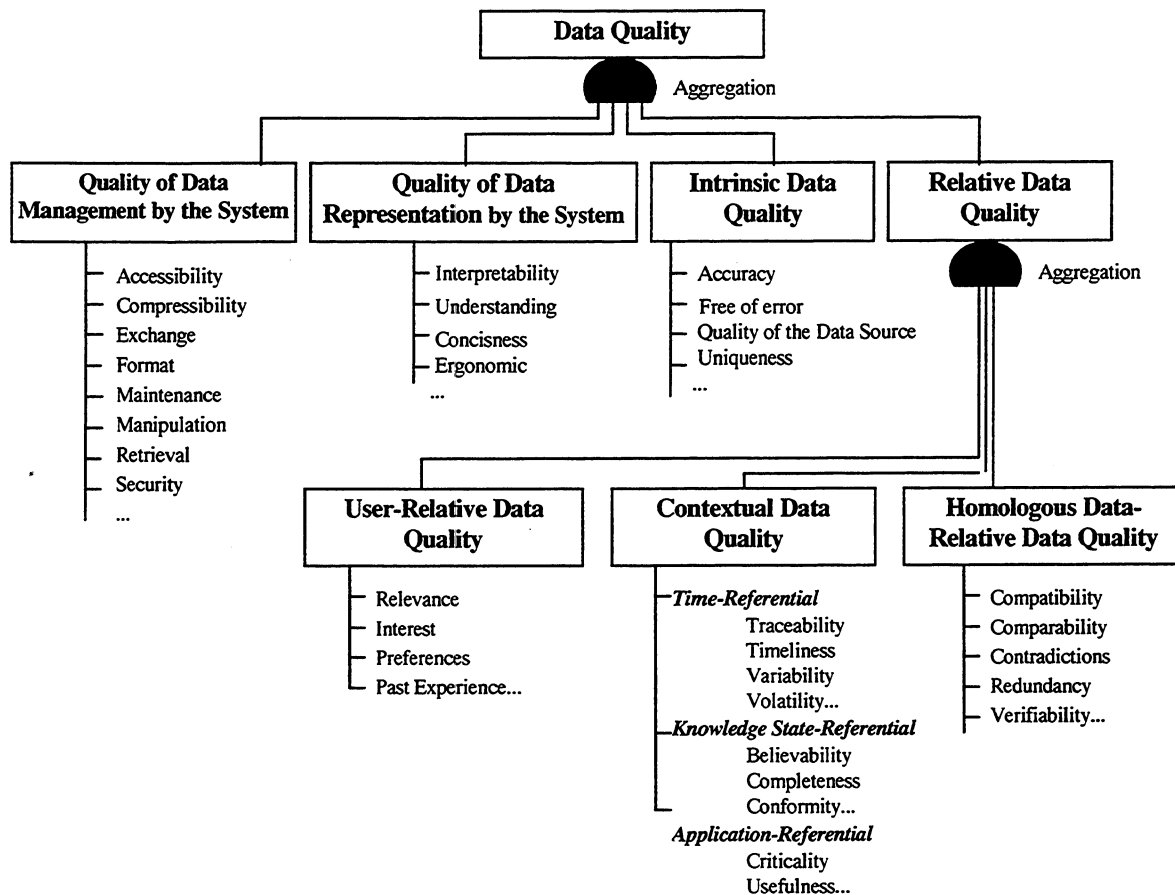 Data Quality
Aggregation
Quality of Data
Management by the System
Accessibility
Compressibility
Exchange
Format
Maintenance
Manipulation
Retrieval
Security
...
Quality of Data
Representation by the System
Interpretability
Understanding
Concisness
Ergonomic
...
Intrinsic Data
Quality
Accuracy
Free of error
Quality of the Data Source
Uniqueness
...
Relative Data
Quality
Aggregation
User-Relative Data
Quality
Relevance
Interest
Preferences
Past Experience...
Contextual Data
Quality
Time-Referential
Traceability
Timeliness
Variability
Volatility...
Knowledge State-Referential
Believability
Completeness
Conformity...
Application-Referential
Criticality
Usefulness...
Homologous Data-
Relative Data Quality
Compatibility
Comparability
Contradictions
Redundancy
Verifiability...